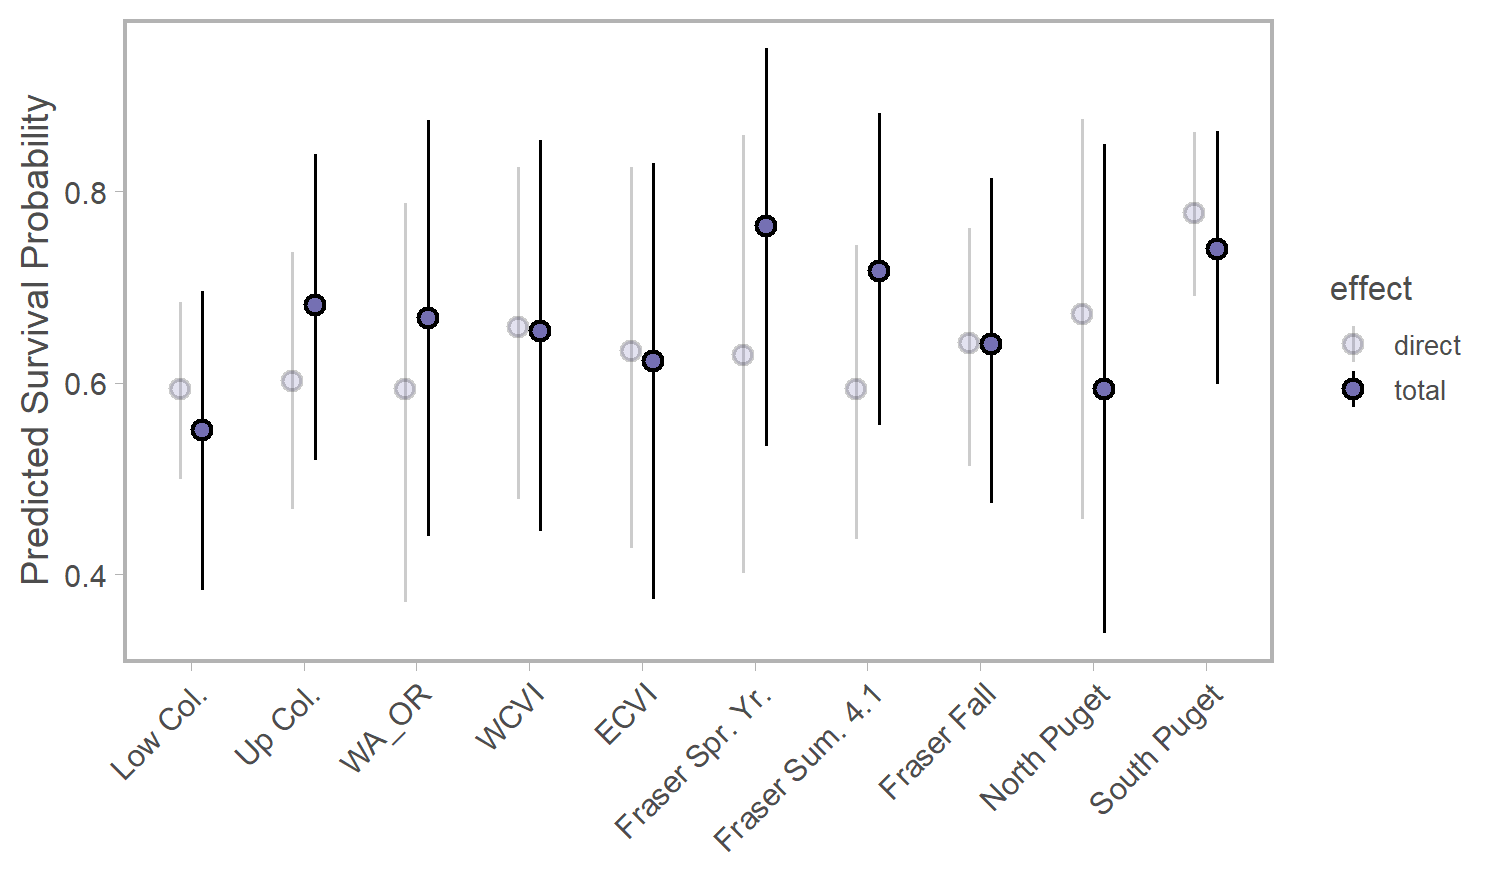 Predicted Survival Probability
0.8
0.6
0.4
Low Col.
Up Col.
WA_OR
WCVI
ECVI
Fraser Spr. Yr.
Fraser Sum. 4.1
Fraser Fall
North Puget
South Puget
effect
direct
total